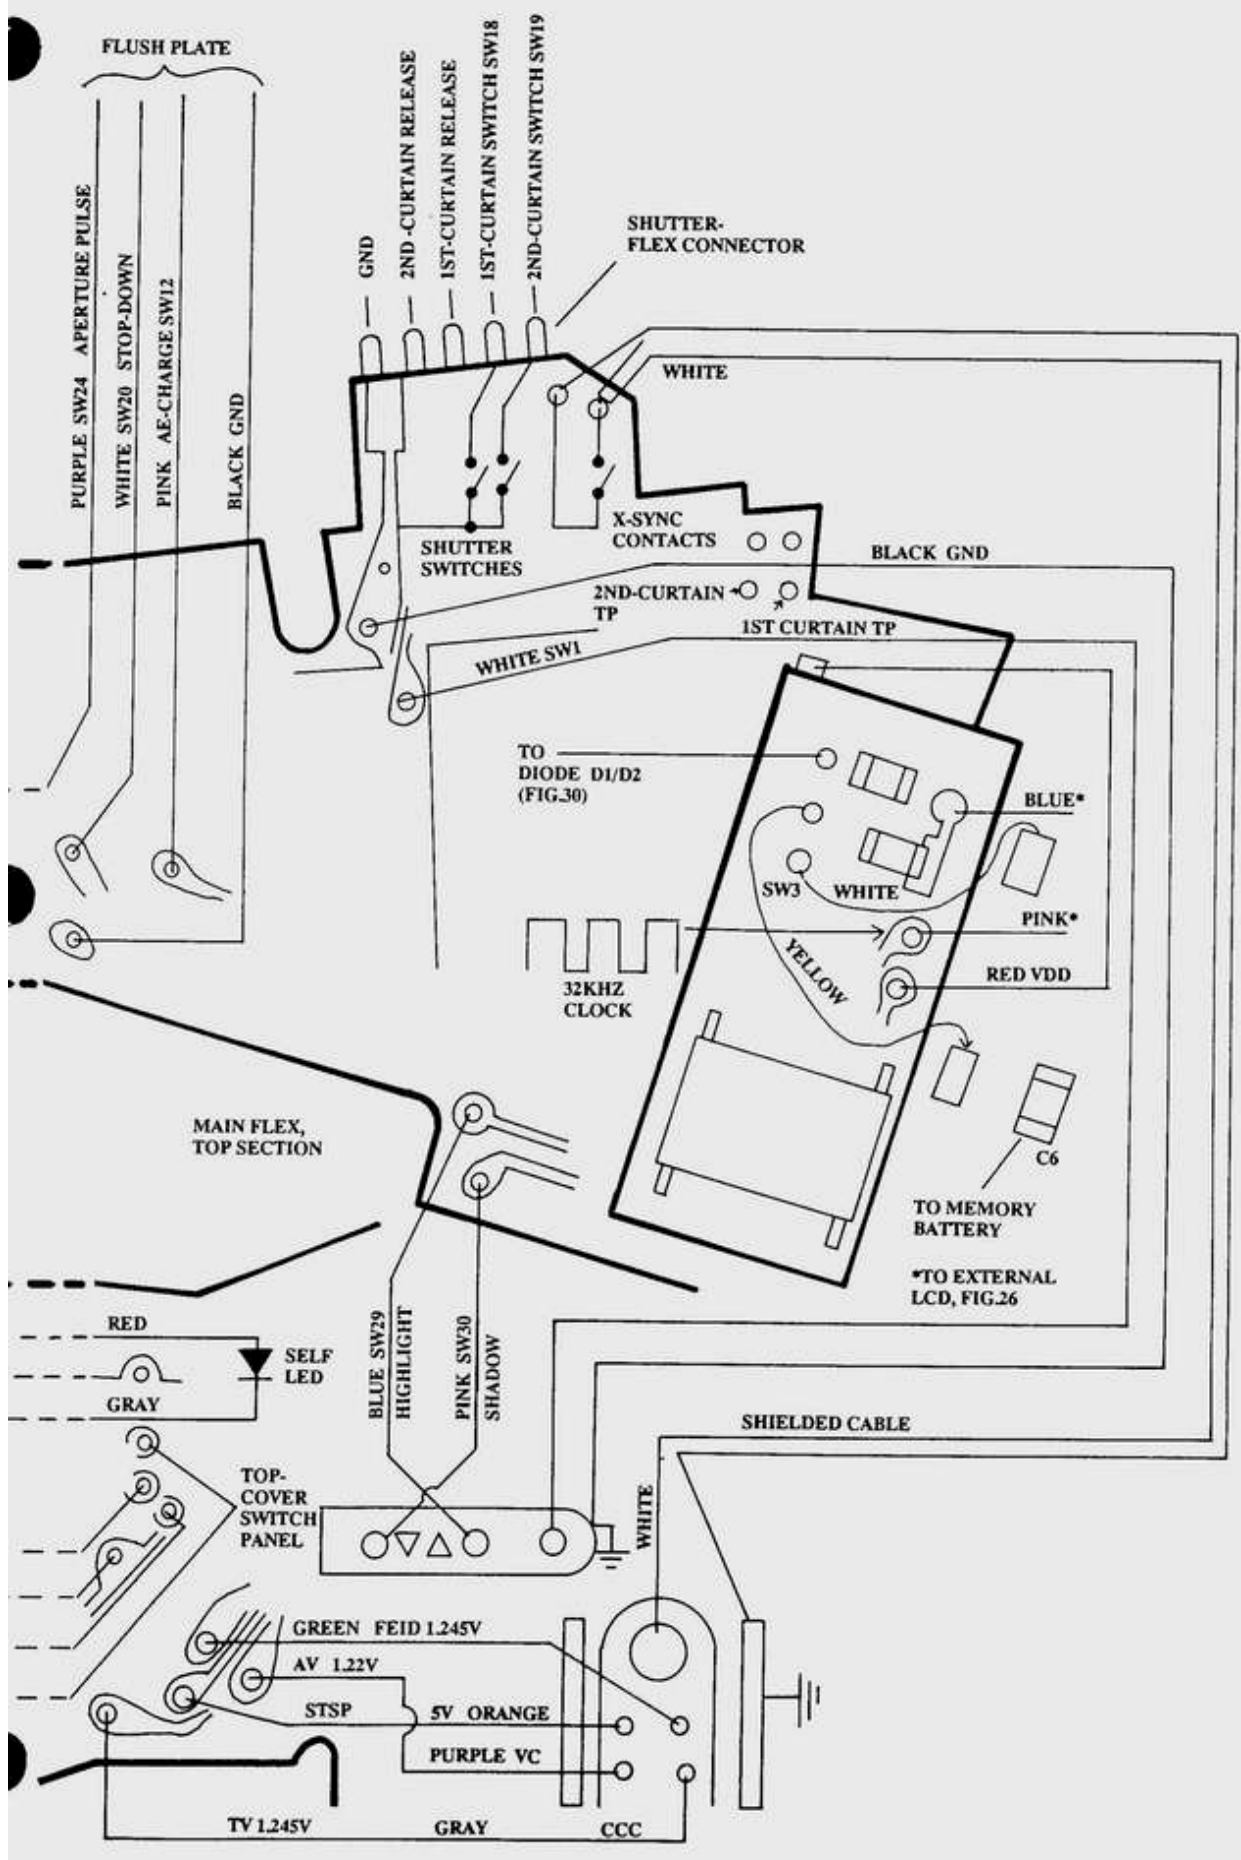 FLUSH PLATE
PURPLE SW24 APERTURE PULSE
WHITE SW20 STOP-DOWN
PINK AE-CHARGE SW12
BLACK GND
GND
2ND -CURTAIN RELEASE
1ST-CURTAIN RELEASE
1ST-CURTAIN SWITCH SW18
2ND-CURTAIN SWITCH SW19
SHUTTER-
FLEX CONNECTOR
WHITE
X-SYNC
CONTACTS
SHUTTER
SWITCHES
BLACK GND
2ND-CURTAIN
TP
1ST CURTAIN TP
WHITE SW1
TO
DIODE D1/D2
(FIG.30)
BLUE*
SW3
WHITE
PINK*
YELLOW
RED VDD
32KHZ
CLOCK
MAIN FLEX,
TOP SECTION
C6
TO MEMORY
BATTERY
*TO EXTERNAL
LCD, FIG.26
RED
SELF
LED
GRAY
BLUE SW29
HIGHLIGHT
PINK SW30
SHADOW
SHIELDED CABLE
TOP-
COVER
SWITCH
PANEL
WHITE
GREEN FEID 1.245V
AV 1.22V
STSP
5V ORANGE
PURPLE VC
TV 1.245V
GRAY
CCC